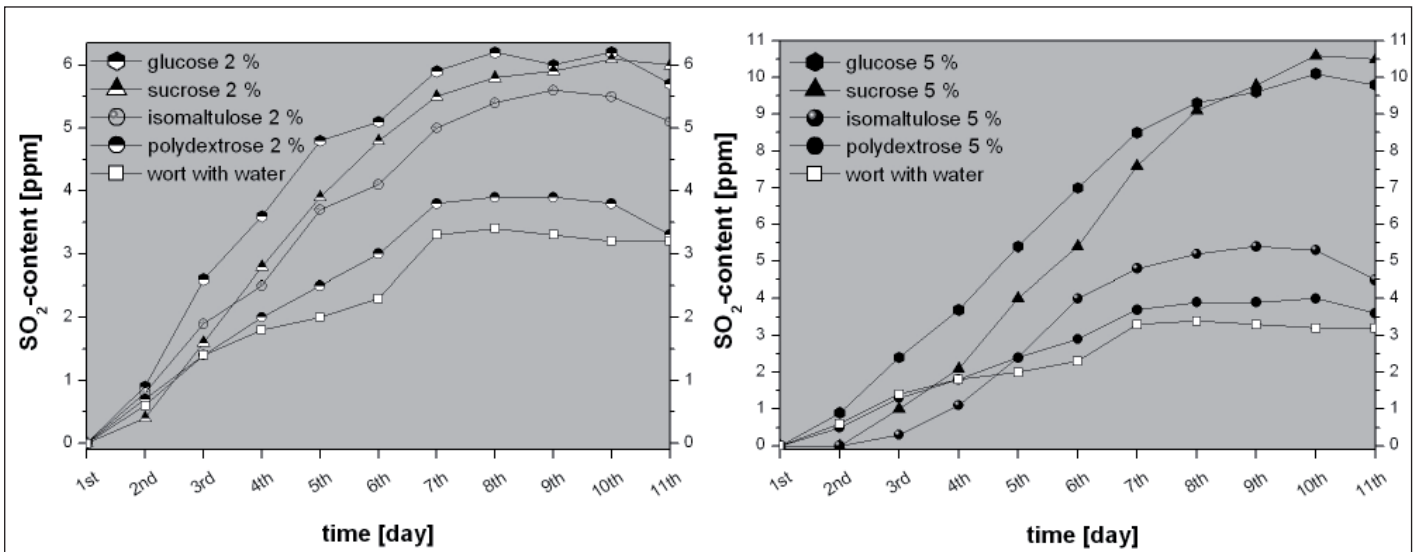 glucose 2 %
sucrose 2 %
isomaltulose 2 %
polydextrose 2 %
wort with water
SO2-content [ppm]
6
5
4
3
2
1
0
6
5
4
3
2
1
0
1st 2nd 3rd 4th 5th 6th 7th 8th 9th 10th 11th
time [day]
glucose 5 %
sucrose 5 %
isomaltulose 5 %
polydextrose 5 %
wort with water
SO2-content [ppm]
11
10
9
8
7
6
5
4
3
2
1
0
11
10
9
8
7
6
5
4
3
2
1
0
1st 2nd 3rd 4th 5th 6th 7th 8th 9th 10th 11th
time [day]